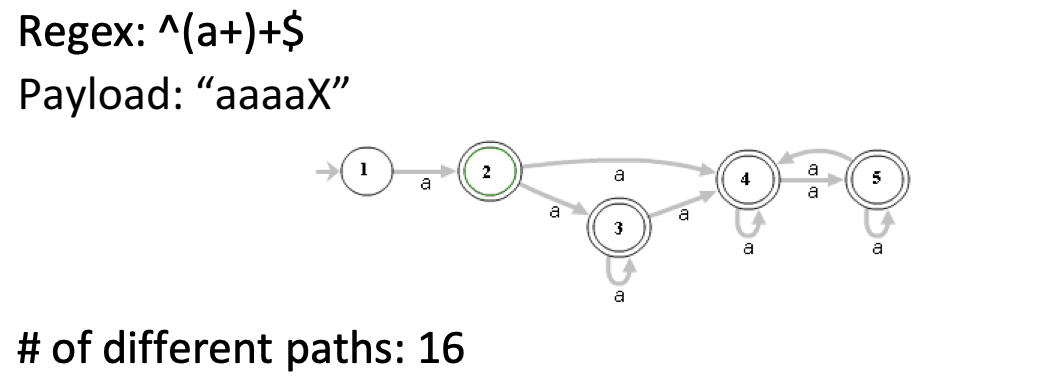 Regex: ^(a+)+$
Payload: “aaaaX”
1
a
2
a
a
3
a
a
4
a
a
5
a
a
# of different paths: 16